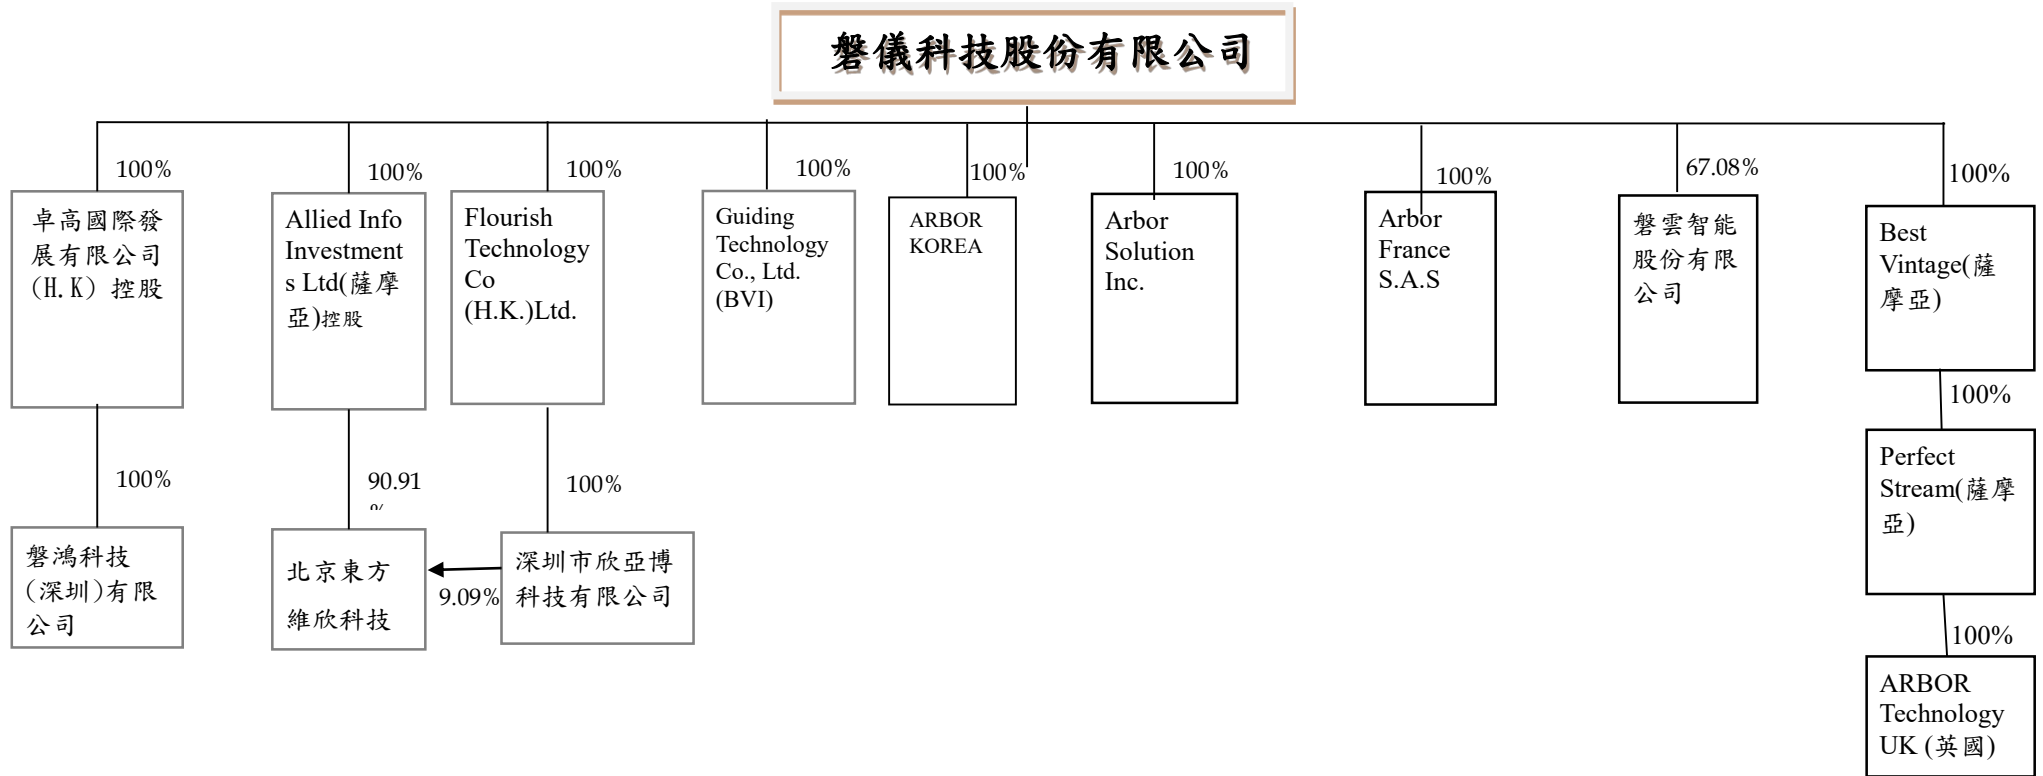 磐儀科技股份有限公司
100%
100%
100%
100%
100%
100%
100%
67.08%
100%
卓高國際發
展有限公司
(H.K) 控股
Allied Info
Investment
s Ltd(薩摩
亞)控股
Flourish
Technology
Co
(H.K.)Ltd.
Guiding
Technology
Co., Ltd.
(BVI)
ARBOR
KOREA
Arbor
Solution
Inc.
Arbor
France
S.A.S
磐雲智能
股份有限
公司
Best
Vintage(薩
摩亞)
100%
90.91
%
100%
100%
Perfect
Stream(薩摩
亞)
磐鴻科技
(深圳)有限
公司
北京東方
維欣科技
9.09%
深圳市欣亞博
科技有限公司
100%
ARBOR
Technology
UK (英國)